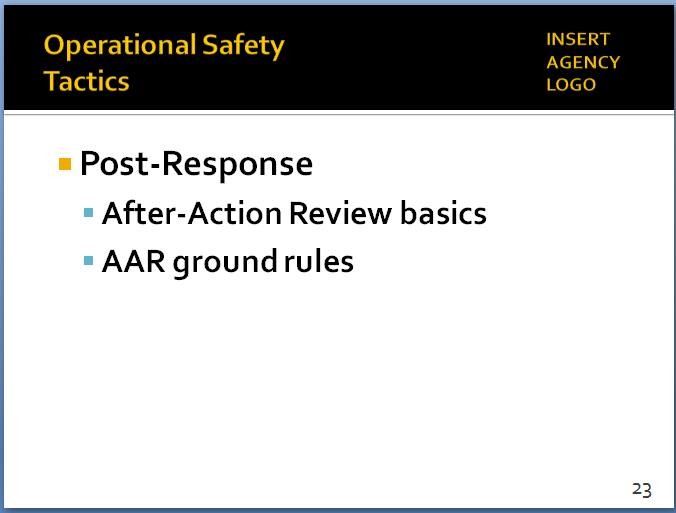 Operational Safety
Tactics
INSERT
AGENCY
LOGO
Post-Response
After-Action Review basics
AAR ground rules
23